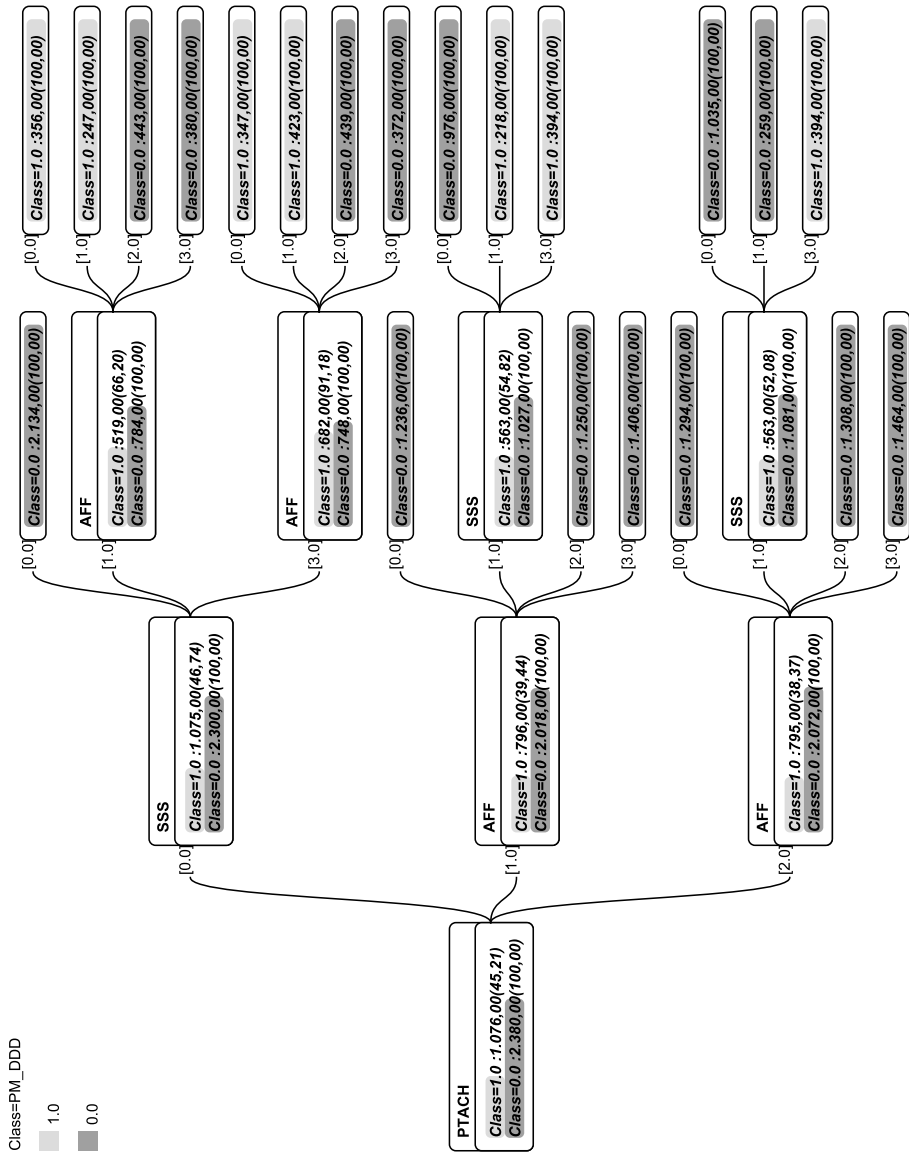 Class=PM_DDD
1.0
0.0
PTACH
Class=1.0 :1.076,00(45,21)
Class=0.0 :2.380,00(100,00)
[0.0]
SSS
Class=1.0 :1.075,00(46,74)
Class=0.0 :2.300,00(100,00)
[0.0]
Class=0.0 :2.134,00(100,00)
[1.0]
AFF
Class=1.0 :519,00(66,20)
Class=0.0 :784,00(100,00)
[0.0]
Class=1.0 :356,00(100,00)
[1.0]
Class=1.0 :247,00(100,00)
[2.0]
Class=0.0 :443,00(100,00)
[3.0]
Class=0.0 :380,00(100,00)
[3.0]
AFF
Class=1.0 :682,00(91,18)
Class=0.0 :748,00(100,00)
[0.0]
Class=1.0 :347,00(100,00)
[1.0]
Class=1.0 :423,00(100,00)
[2.0]
Class=0.0 :439,00(100,00)
[3.0]
Class=0.0 :372,00(100,00)
[1.0]
AFF
Class=1.0 :796,00(39,44)
Class=0.0 :2.018,00(100,00)
[0.0]
Class=0.0 :1.236,00(100,00)
[1.0]
SSS
Class=1.0 :563,00(54,82)
Class=0.0 :1.027,00(100,00)
[0.0]
Class=0.0 :976,00(100,00)
[1.0]
Class=1.0 :218,00(100,00)
[3.0]
Class=1.0 :394,00(100,00)
[2.0]
Class=0.0 :1.250,00(100,00)
[3.0]
Class=0.0 :1.406,00(100,00)
[2.0]
AFF
Class=1.0 :795,00(38,37)
Class=0.0 :2.072,00(100,00)
[0.0]
Class=0.0 :1.294,00(100,00)
[1.0]
SSS
Class=1.0 :563,00(52,08)
Class=0.0 :1.081,00(100,00)
[0.0]
Class=0.0 :1.035,00(100,00)
[1.0]
Class=0.0 :259,00(100,00)
[3.0]
Class=1.0 :394,00(100,00)
[2.0]
Class=0.0 :1.308,00(100,00)
[3.0]
Class=0.0 :1.464,00(100,00)